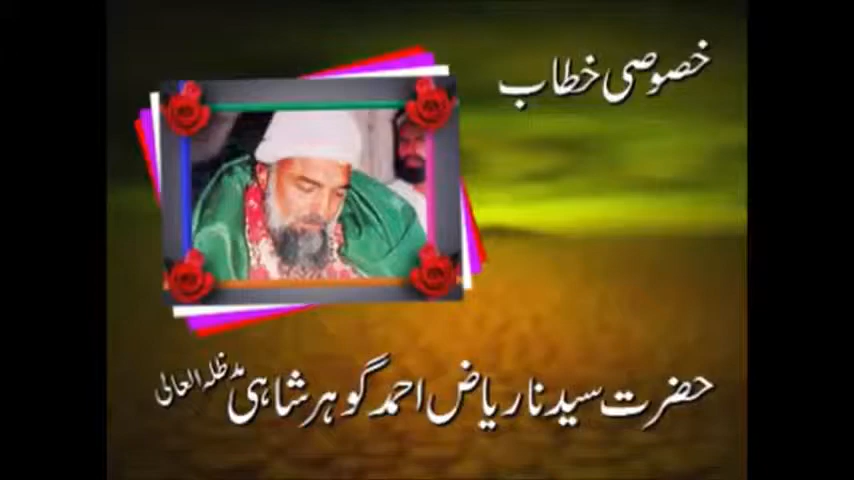 خصوصی خطاب
حضرت سیدنا ریاض احمد گوہر شاہی مدظلہ العالی